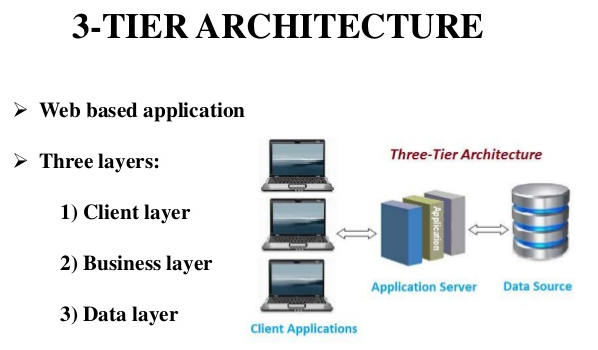 3-TIER ARCHITECTURE
➢ Web based application
➢ Three layers:
1) Client layer
2) Business layer
3) Data layer
Three-Tier Architecture
Application
Application Server
Data Source
Client Applications